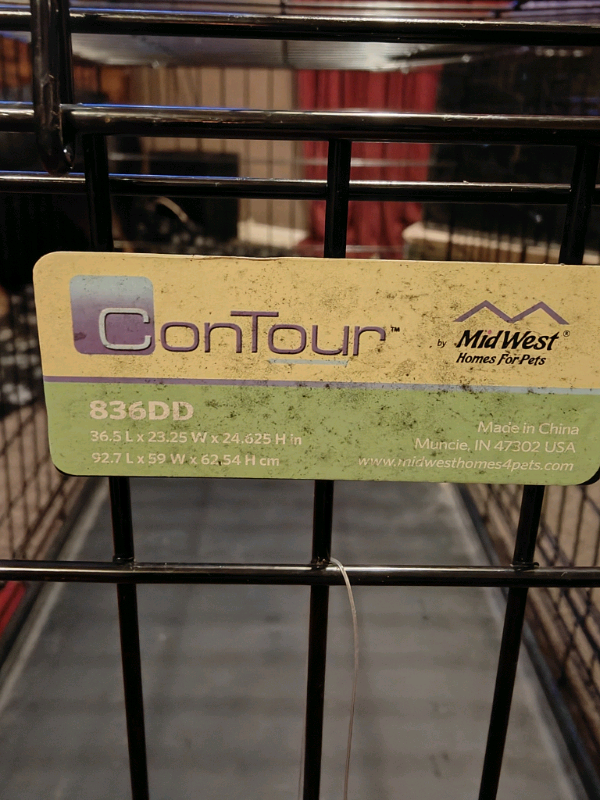 ConTour™
by MidWest®
Homes For Pets
836DD
36.5 L x 23.25 W x 24.625 H in
92.7 L x 59 W x 62.54 H cm
Made in China
Muncie, IN 47302 USA
www.midwesthomes4pets.com